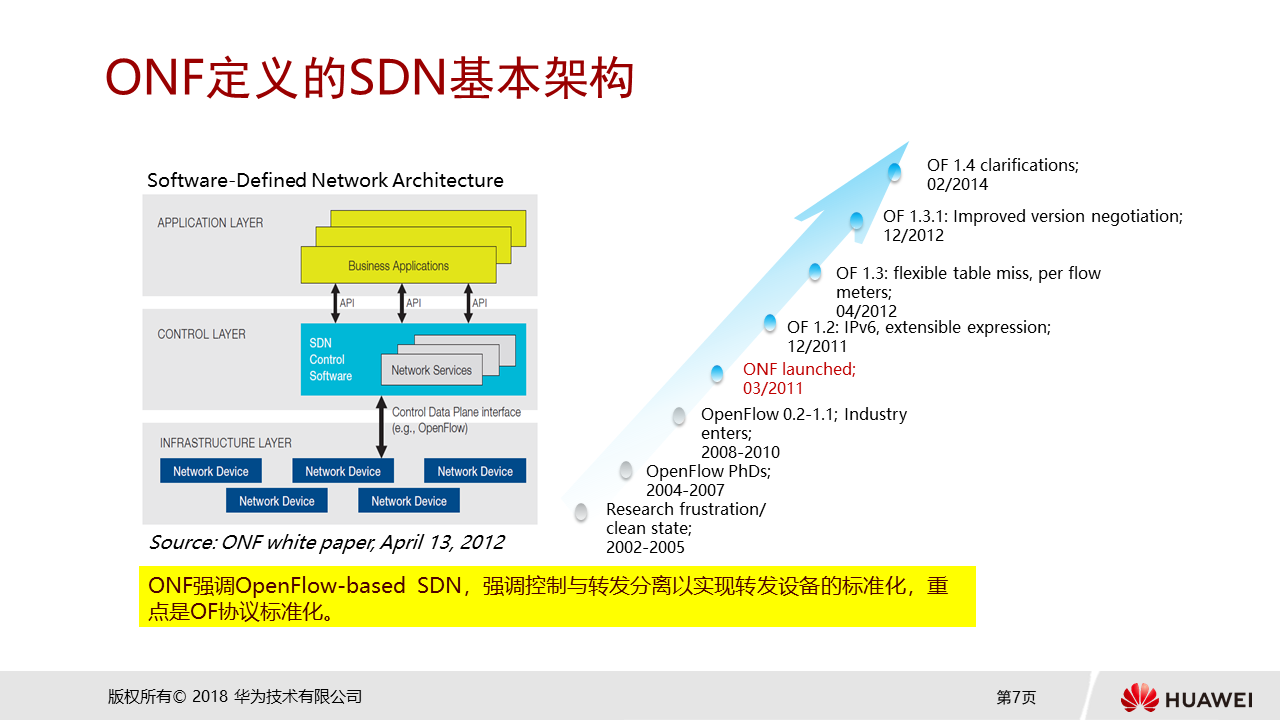 ONF定义的SDN基本架构
Software-Defined Network Architecture
APPLICATION LAYER
Business Applications
API
API
API
CONTROL LAYER
SDN
Control
Software
Network Services
Control Data Plane interface
(e.g., OpenFlow)
INFRASTRUCTURE LAYER
Network Device
Network Device
Network Device
Network Device
Network Device
Source: ONF white paper, April 13, 2012
OF 1.4 clarifications;
02/2014
OF 1.3.1: Improved version negotiation;
12/2012
OF 1.3: flexible table miss, per flow
meters;
04/2012
OF 1.2: IPv6, extensible expression;
12/2011
ONF launched;
03/2011
OpenFlow 0.2-1.1; Industry
enters;
2008-2010
OpenFlow PhDs;
2004-2007
Research frustration/
clean state;
2002-2005
ONF强调OpenFlow-based SDN，强调控制与转发分离以实现转发设备的标准化，重
点是OF协议标准化。
版权所有© 2018 华为技术有限公司
第7页
HUAWEI